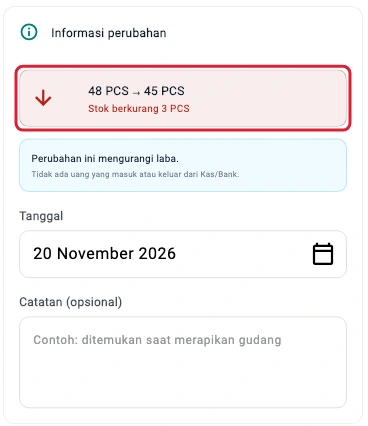 Informasi perubahan
48 PCS → 45 PCS
Stok berkurang 3 PCS
Perubahan ini mengurangi laba.
Tidak ada uang yang masuk atau keluar dari Kas/Bank.
Tanggal
20 November 2026
Catatan (opsional)
Contoh: ditemukan saat merapikan gudang